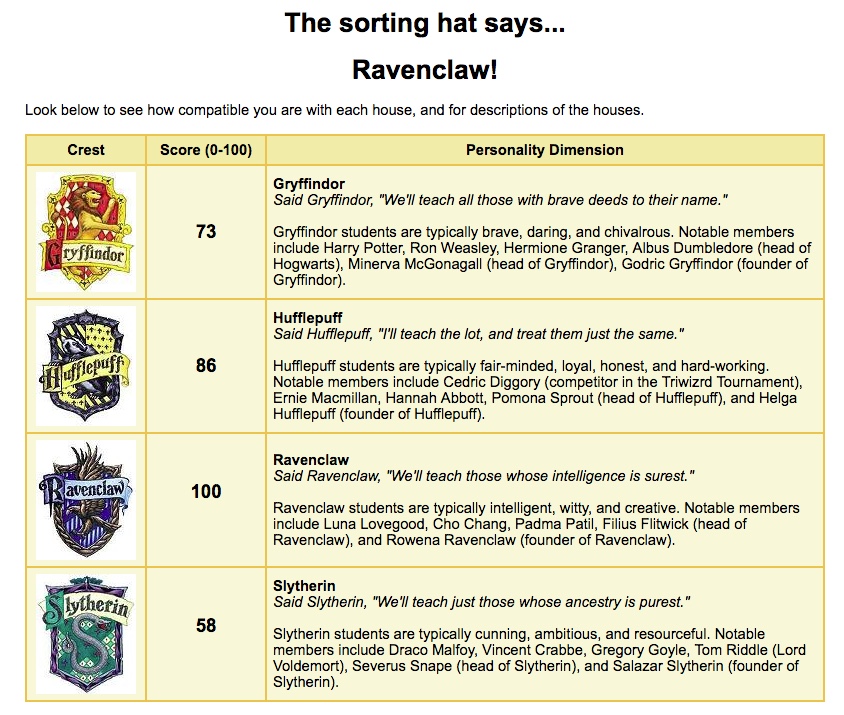 The sorting hat says...
Ravenclaw!
Look below to see how compatible you are with each house, and for descriptions of the houses.
Crest Score (0-100) Personality Dimension
Gryffindor
73
Gryffindor
Said Gryffindor, "We'll teach all those with brave deeds to their name."
Gryffindor students are typically brave, daring, and chivalrous. Notable members
include Harry Potter, Ron Weasley, Hermione Granger, Albus Dumbledore (head of
Hogwarts), Minerva McGonagall (head of Gryffindor), Godric Gryffindor (founder of
Gryffindor).
Hufflepuff
86
Hufflepuff
Said Hufflepuff, "I'll teach the lot, and treat them just the same."
Hufflepuff students are typically fair-minded, loyal, honest, and hard-working.
Notable members include Cedric Diggory (competitor in the Triwizrd Tournament),
Ernie Macmillan, Hannah Abbott, Pomona Sprout (head of Hufflepuff), and Helga
Hufflepuff (founder of Hufflepuff).
Ravenclaw
100
Ravenclaw
Said Ravenclaw, "We'll teach those whose intelligence is surest."
Ravenclaw students are typically intelligent, witty, and creative. Notable members
include Luna Lovegood, Cho Chang, Padma Patil, Filius Flitwick (head of
Ravenclaw), and Rowena Ravenclaw (founder of Ravenclaw).
Slytherin
58
Slytherin
Said Slytherin, "We'll teach just those whose ancestry is purest."
Slytherin students are typically cunning, ambitious, and resourceful. Notable
members include Draco Malfoy, Vincent Crabbe, Gregory Goyle, Tom Riddle (Lord
Voldemort), Severus Snape (head of Slytherin), and Salazar Slytherin (founder of
Slytherin).